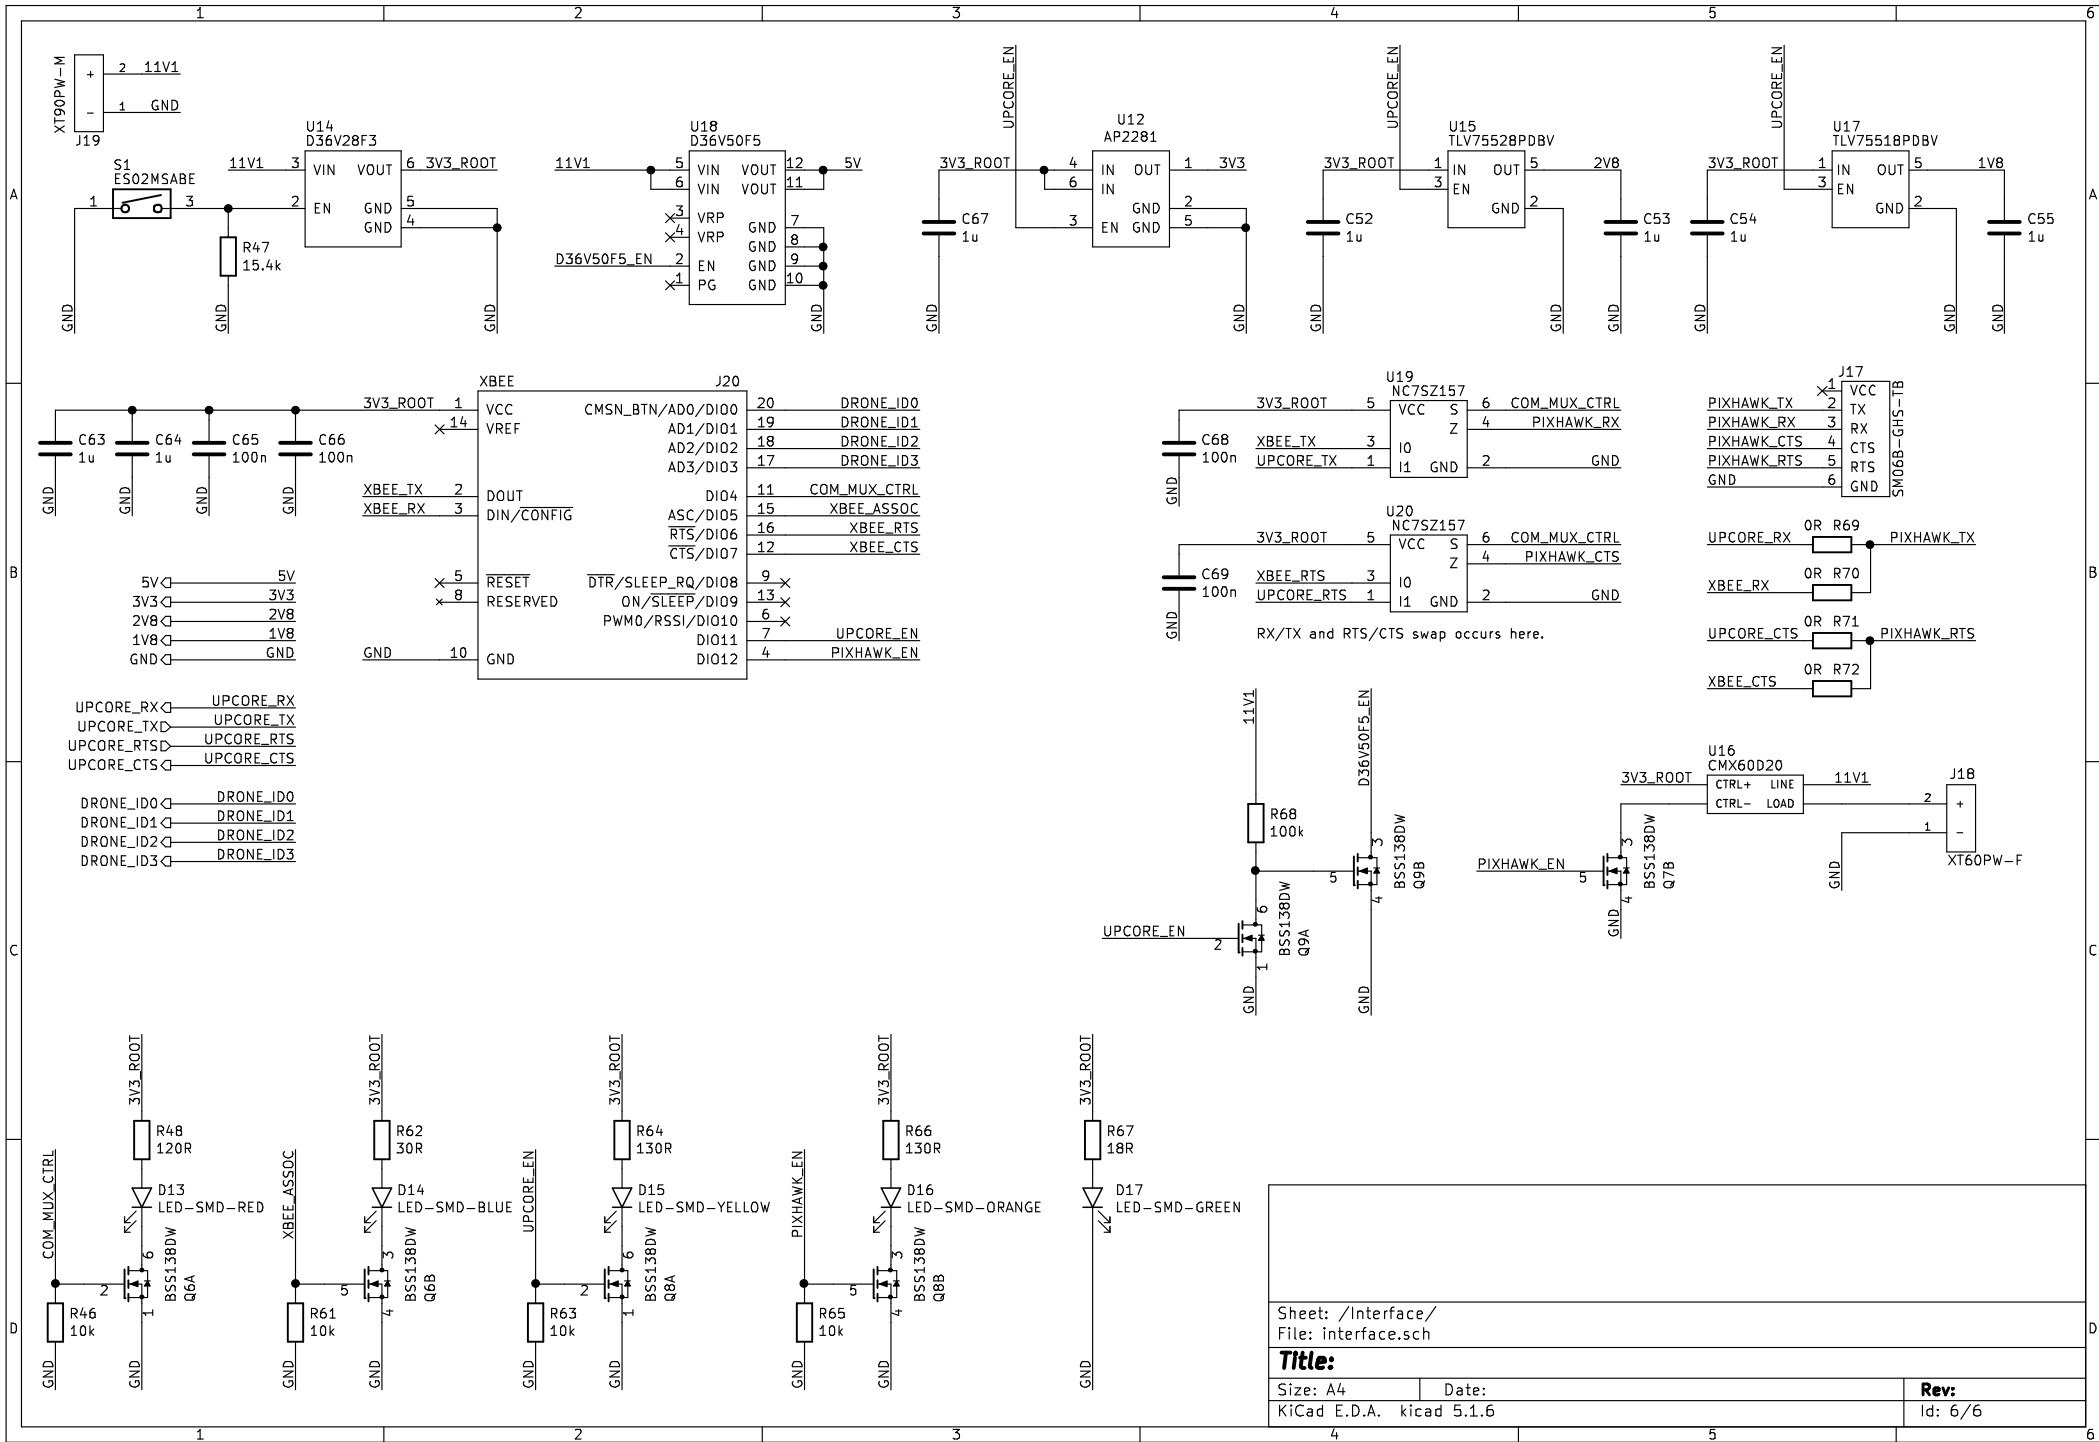 1 2 3 4 5 6
A
B
C
D
XT90PW-M
+ 2 11V1
- 1 GND
J19
S1
ES02MSABE
1 3
GND
R47
15.4k
GND
U14
D36V28F3
11V1 3 VIN VOUT 6 3V3_ROOT
2 EN GND 5
GND 4
GND
U18
D36V50F5
11V1 5 VIN VOUT 12 5V
6 VIN VOUT 11
3 VRP
4 VRP GND 7
GND 8
D36V50F5_EN 2 EN GND 9
1 PG GND 10
GND
UPCORE_EN
U12
AP2281
3V3_ROOT 4 IN OUT 1 3V3
6 IN
GND 2
3 EN GND 5
C67
1u
GND
GND
UPCORE_EN
U15
TLV75528PDBV
3V3_ROOT 1 IN OUT 5 2V8
3 EN
GND 2
C52
1u
C53
1u
GND
GND
GND
UPCORE_EN
U17
TLV75518PDBV
3V3_ROOT 1 IN OUT 5 1V8
3 EN
GND 2
C54
1u
C55
1u
GND
GND
GND
C63
1u
C64
1u
C65
100n
C66
100n
GND
GND
GND
GND
XBEE J20
3V3_ROOT 1 VCC CMSN_BTN/AD0/DIO0 20 DRONE_ID0
14 VREF AD1/DIO1 19 DRONE_ID1
AD2/DIO2 18 DRONE_ID2
AD3/DIO3 17 DRONE_ID3
XBEE_TX 2 DOUT DIO4 11 COM_MUX_CTRL
XBEE_RX 3 DIN/CONFIG ASC/DIO5 15 XBEE_ASSOC
RTS/DIO6 16 XBEE_RTS
CTS/DIO7 12 XBEE_CTS
5 RESET DTR/SLEEP_RQ/DIO8 9
8 RESERVED ON/SLEEP/DIO9 13
PWM0/RSSI/DIO10 6
DIO11 7 UPCORE_EN
GND 10 GND DIO12 4 PIXHAWK_EN
5V 5V
3V3 3V3
2V8 2V8
1V8 1V8
GND GND
UPCORE_RX UPCORE_RX
UPCORE_TX UPCORE_TX
UPCORE_RTS UPCORE_RTS
UPCORE_CTS UPCORE_CTS
DRONE_ID0 DRONE_ID0
DRONE_ID1 DRONE_ID1
DRONE_ID2 DRONE_ID2
DRONE_ID3 DRONE_ID3
U19
NC7SZ157
3V3_ROOT 5 VCC S 6 COM_MUX_CTRL
Z 4 PIXHAWK_RX
XBEE_TX 3 I0
UPCORE_TX 1 I1 GND 2 GND
C68
100n
GND
U20
NC7SZ157
3V3_ROOT 5 VCC S 6 COM_MUX_CTRL
Z 4 PIXHAWK_CTS
XBEE_RTS 3 I0
UPCORE_RTS 1 I1 GND 2 GND
C69
100n
GND
RX/TX and RTS/CTS swap occurs here.
J17
1 VCC
PIXHAWK_TX 2 TX
PIXHAWK_RX 3 RX
PIXHAWK_CTS 4 CTS
PIXHAWK_RTS 5 RTS
GND 6 GND
SM06B-GHS-TB
0R R69
UPCORE_RX PIXHAWK_TX
0R R70
XBEE_RX
0R R71
UPCORE_CTS PIXHAWK_RTS
0R R72
XBEE_CTS
11V1
D36V50F5_EN
R68
100k
3
5
4
BSS138DW
Q9B
UPCORE_EN
6
2
1
BSS138DW
Q9A
GND
GND
U16
CMX60D20
3V3_ROOT CTRL+ LINE 11V1
CTRL- LOAD
J18
2 +
1 -
XT60PW-F
GND
PIXHAWK_EN
3
5
4
BSS138DW
Q7B
GND
3V3_ROOT
R48
120R
D13
LED-SMD-RED
COM_MUX_CTRL
6
2
1
BSS138DW
Q6A
R46
10k
GND
GND
3V3_ROOT
R62
30R
D14
LED-SMD-BLUE
XBEE_ASSOC
3
5
4
BSS138DW
Q6B
R61
10k
GND
GND
3V3_ROOT
R64
130R
D15
LED-SMD-YELLOW
UPCORE_EN
6
2
1
BSS138DW
Q8A
R63
10k
GND
GND
3V3_ROOT
R66
130R
D16
LED-SMD-ORANGE
PIXHAWK_EN
3
5
4
BSS138DW
Q8B
R65
10k
GND
GND
3V3_ROOT
R67
18R
D17
LED-SMD-GREEN
GND
Sheet: /Interface/
File: interface.sch
Title:
Size: A4 Date: Rev:
KiCad E.D.A. kicad 5.1.6 Id: 6/6
A
B
C
D
1 2 3 4 5 6